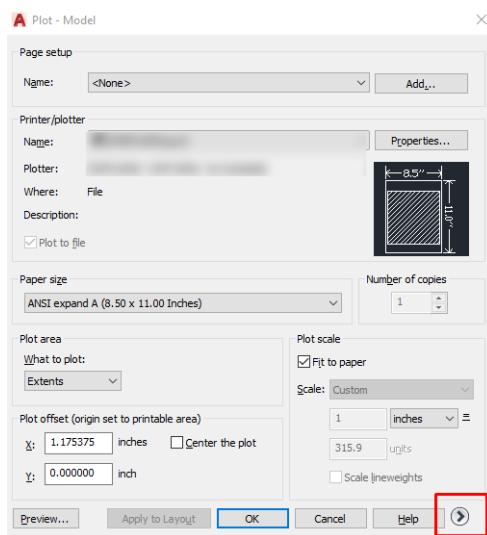 Plot - Model
Page setup
Name: <None> Add...
Printer/plotter
Name: Properties...
Plotter:
Where: File
Description:
Plot to file
8.5"
11.0"
Paper size
ANSI expand A (8.50 x 11.00 Inches)
Number of copies
1
Plot area
What to plot:
Extents
Plot scale
Fit to paper
Scale: Custom
1 inches =
315.9 units
Scale lineweights
Plot offset (origin set to printable area)
X: 1.175375 inches Center the plot
Y: 0.000000 inch
Preview... Apply to Layout OK Cancel Help